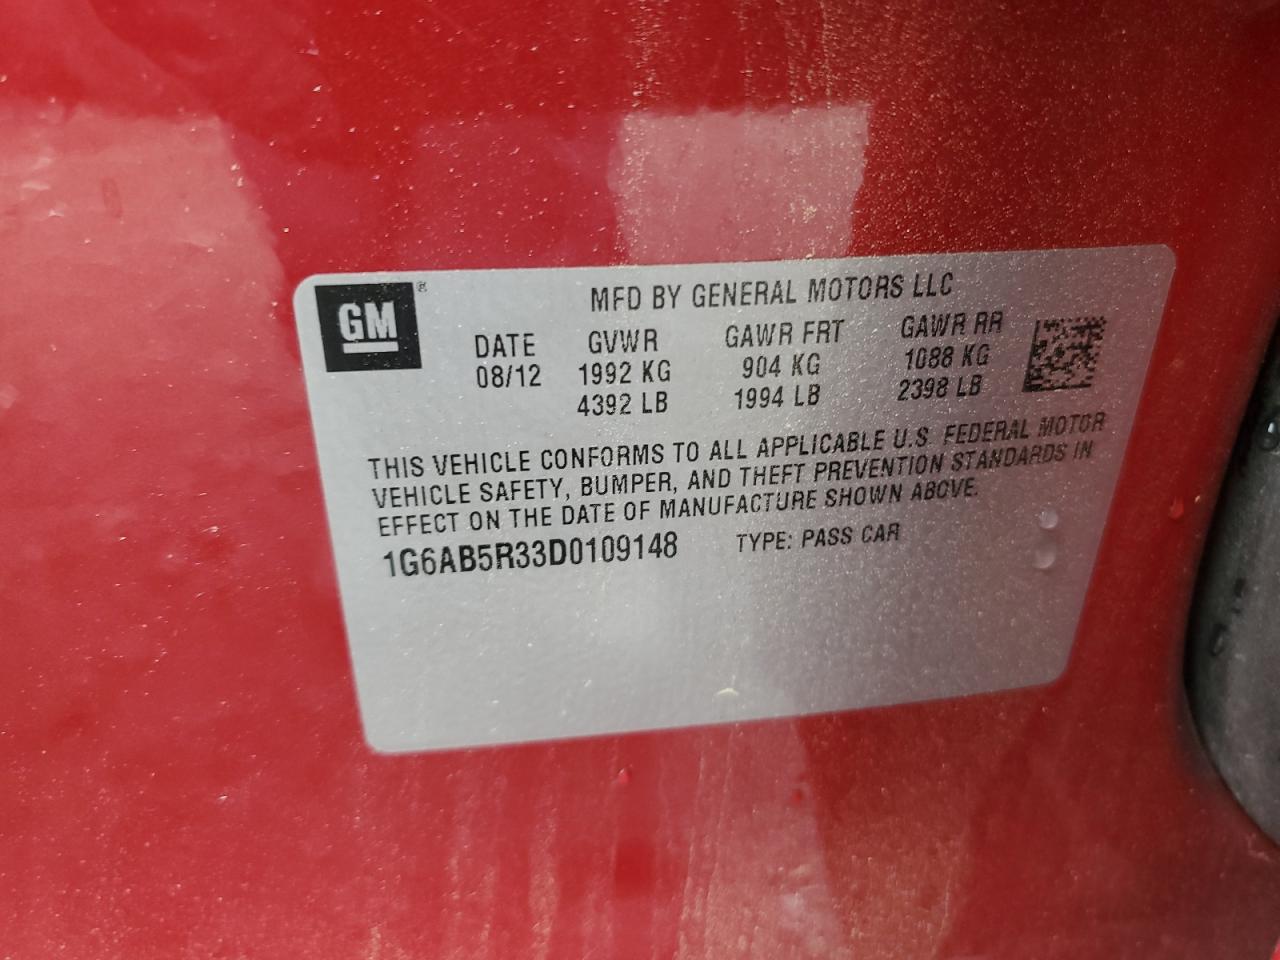 GM®
MFD BY GENERAL MOTORS LLC
DATE GVWR GAWR FRT GAWR RR
08/12 1992 KG 904 KG 1088 KG
4392 LB 1994 LB 2398 LB
THIS VEHICLE CONFORMS TO ALL APPLICABLE U.S. FEDERAL MOTOR
VEHICLE SAFETY, BUMPER, AND THEFT PREVENTION STANDARDS IN
EFFECT ON THE DATE OF MANUFACTURE SHOWN ABOVE.
1G6AB5R33D0109148 TYPE: PASS CAR